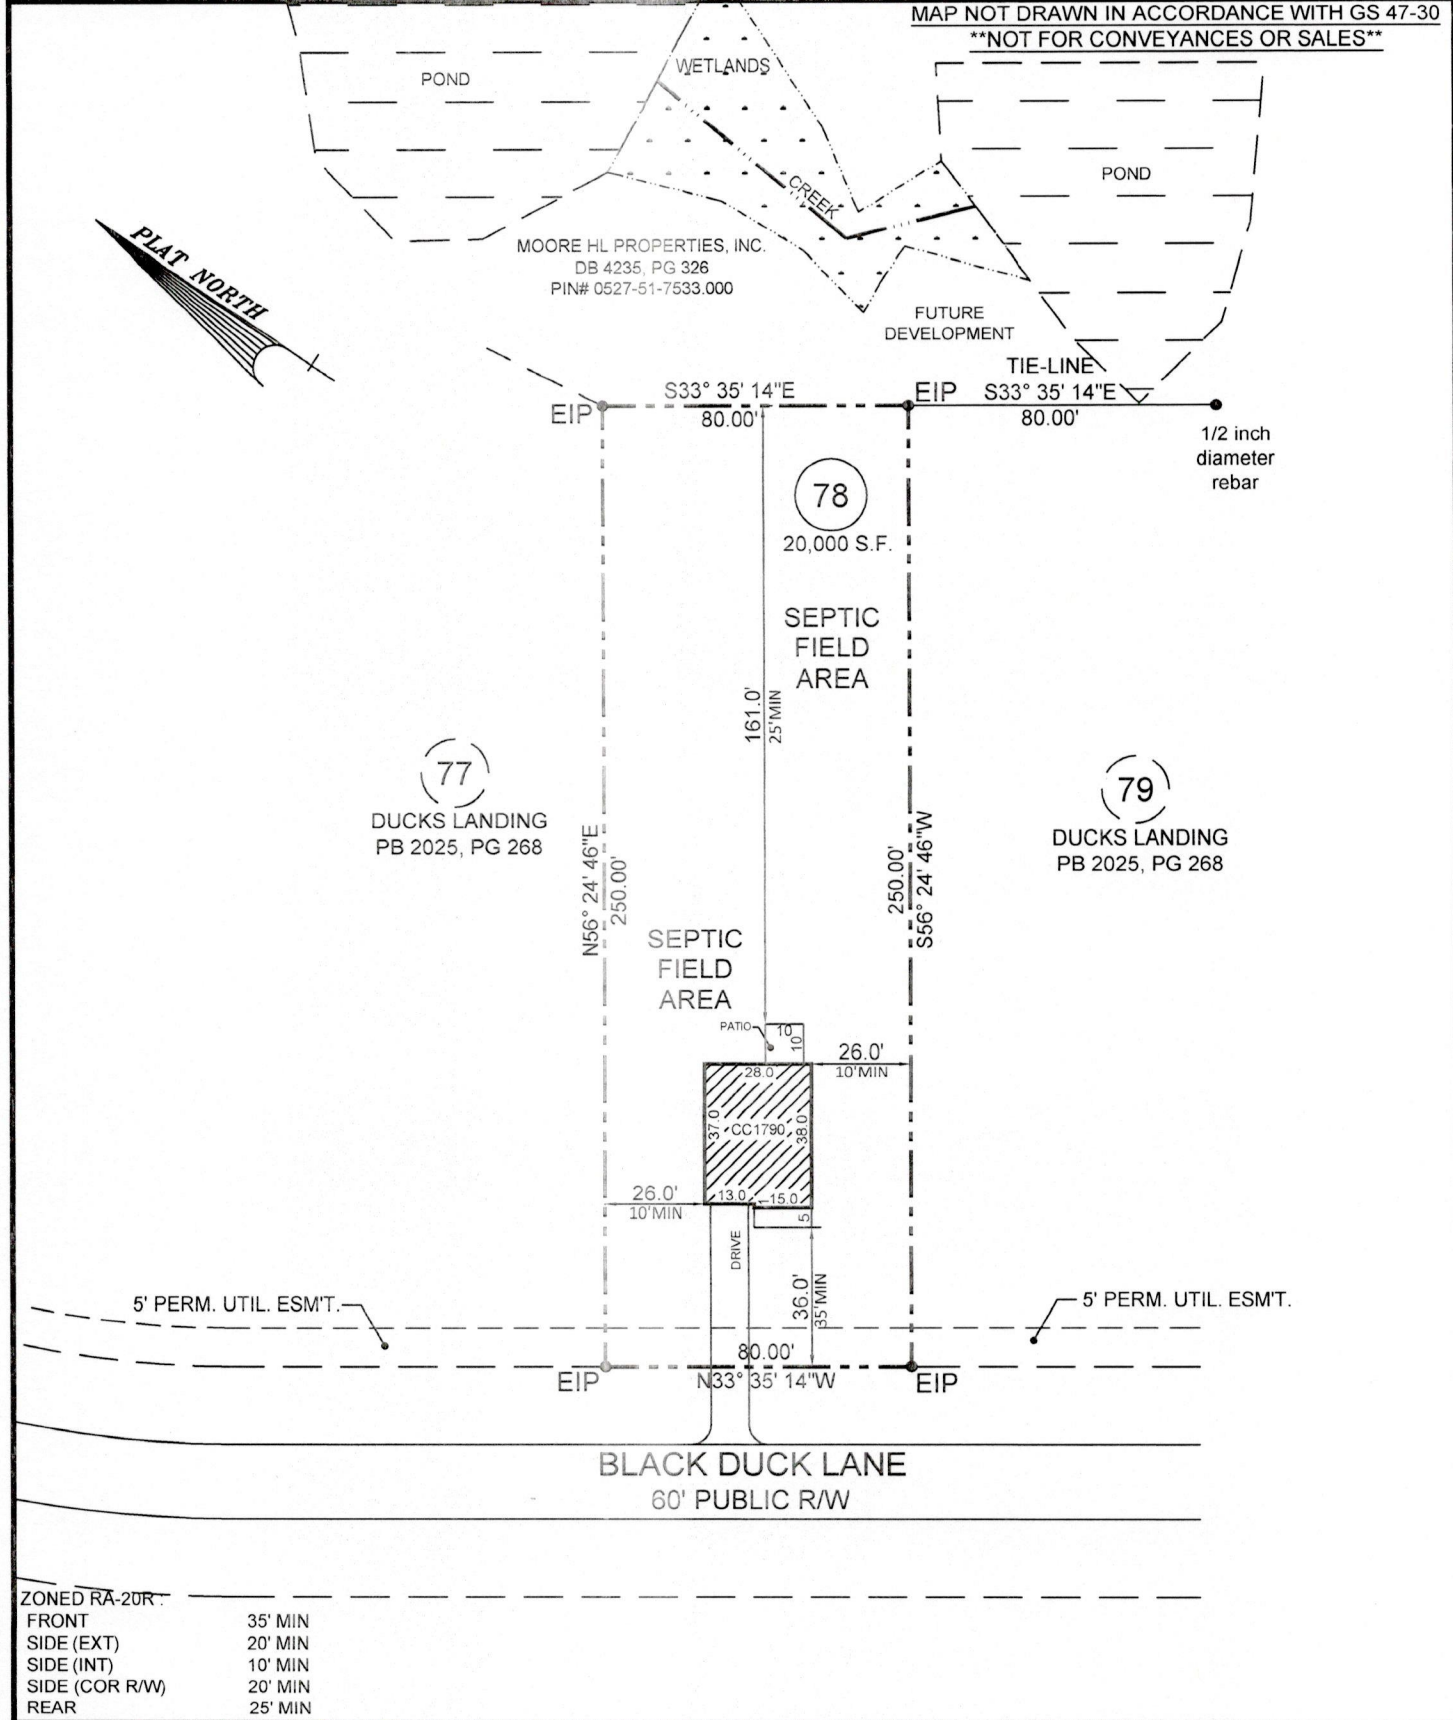 MAP NOT DRAWN IN ACCORDANCE WITH GS 47-30
**NOT FOR CONVEYANCES OR SALES**
POND
WETLANDS
CREEK
POND
PLAT NORTH
MOORE HL PROPERTIES, INC.
DB 4235, PG 326
PIN# 0527-51-7533.000
FUTURE
DEVELOPMENT
TIE-LINE
EIP
S33° 35' 14"E
80.00'
EIP
S33° 35' 14"E
80.00'
1/2 inch
diameter
rebar
78
20,000 S.F.
SEPTIC
FIELD
AREA
161.0'
25'MIN
77
DUCKS LANDING
PB 2025, PG 268
79
DUCKS LANDING
PB 2025, PG 268
N56° 24' 46"E
250.00'
250.00'
S56° 24' 46"W
SEPTIC
FIELD
AREA
PATIO
10
10
26.0'
10'MIN
28.0
37.0
CC1790
38.0
26.0'
10'MIN
13.0
1
15.0
5
DRIVE
36.0'
35'MIN
5' PERM. UTIL. ESM'T.
5' PERM. UTIL. ESM'T.
80.00'
EIP
N33° 35' 14"W
EIP
BLACK DUCK LANE
60' PUBLIC R/W
ZONED RA-20R :
FRONT 35' MIN
SIDE (EXT) 20' MIN
SIDE (INT) 10' MIN
SIDE (COR R/W) 20' MIN
REAR 25' MIN